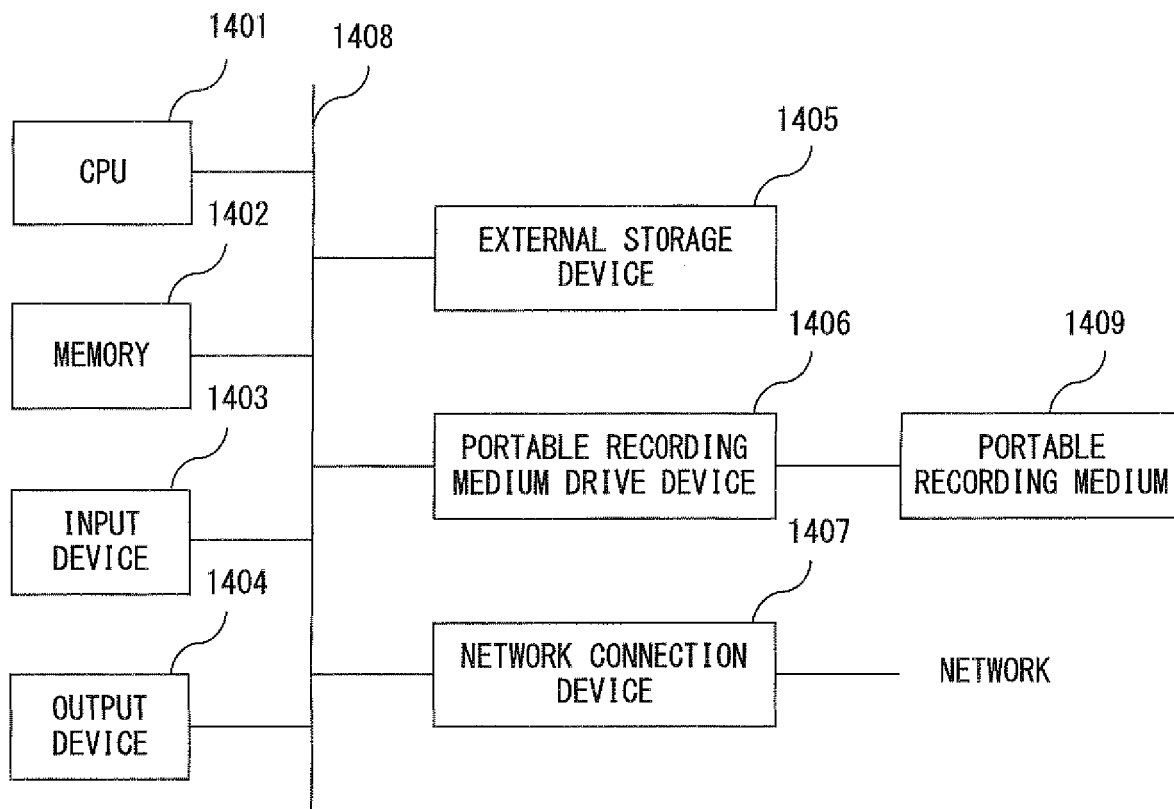 1401
1408
CPU
1405
1402
EXTERNAL STORAGE
DEVICE
MEMORY
1406
1409
1403
PORTABLE RECORDING
MEDIUM DRIVE DEVICE
PORTABLE
RECORDING MEDIUM
INPUT
DEVICE
1407
1404
NETWORK CONNECTION
DEVICE
NETWORK
OUTPUT
DEVICE